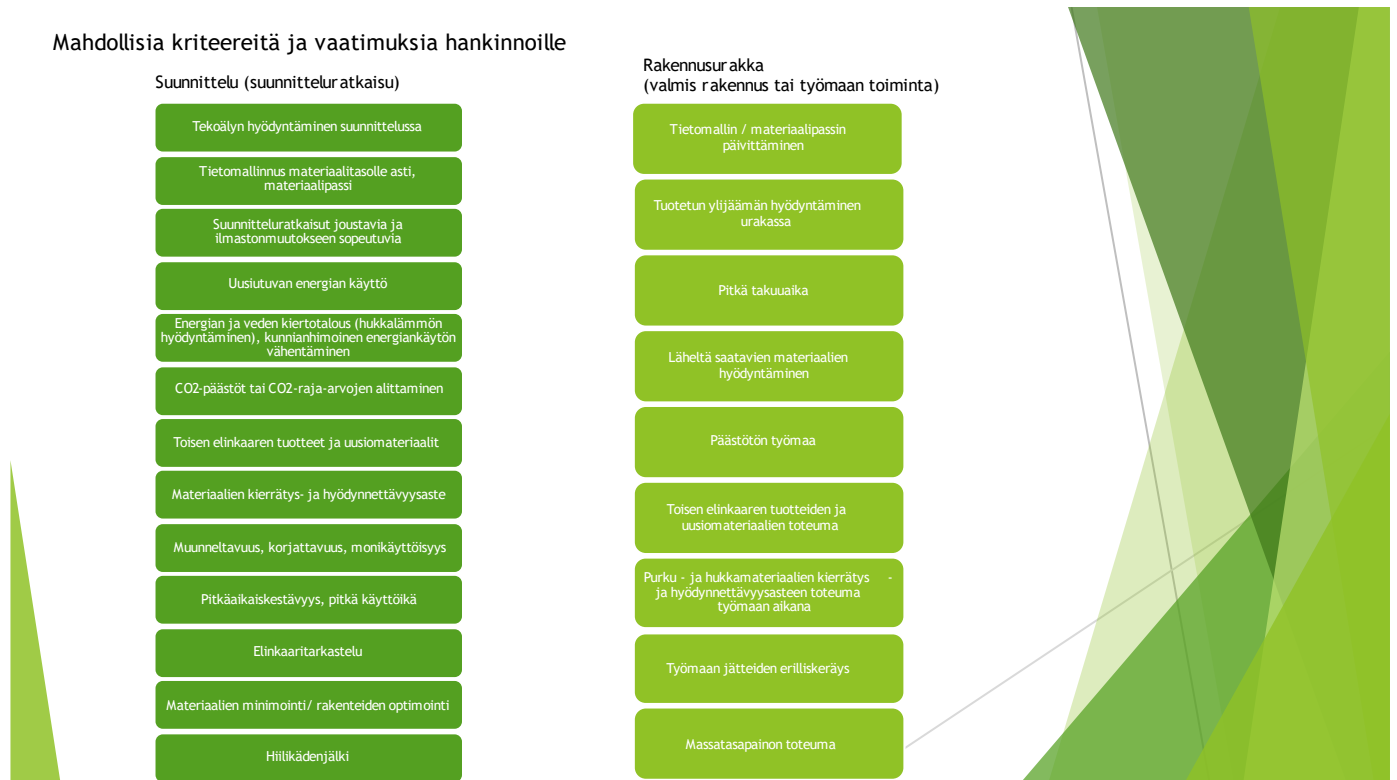 Mahdollisia kriteereitä ja vaatimuksia hankinnoille
Suunnittelu (suunnitteluratkaisu)
Tekoälyn hyödyntäminen suunnittelussa
Tietomallinnus materiaalitasolle asti,
materiaalipassi
Suunnitteluratkaisut joustavia ja
ilmastonmuutokseen sopeutuvia
Uusiutuvan energian käyttö
Energian ja veden kiertotalous (hukkalämmön
hyödyntäminen), kunnianhimoinen energiankäytön
vähentäminen
CO2-päästöt tai CO2-raja-arvojen alittaminen
Toisen elinkaaren tuotteet ja uusiomateriaalit
Materiaalien kierrätys- ja hyödynnettävyysaste
Muunneltavuus, korjattavuus, monikäyttöisyys
Pitkäaikaiskestävyys, pitkä käyttöikä
Elinkaaritarkastelu
Materiaalien minimointi/ rakenteiden optimointi
Hiilikädenjälki
Rakennusurakka
(valmis rakennus tai työmaan toiminta)
Tietomallin / materiaalipassin
päivittäminen
Tuotetun ylijäämän hyödyntäminen
urakassa
Pitkä takuuaika
Läheltä saatavien materiaalien
hyödyntäminen
Päästötön työmaa
Toisen elinkaaren tuotteiden ja
uusiomateriaalien toteuma
Purku - ja hukkamateriaalien kierrätys -
ja hyödynnettävyysasteen toteuma
työmaan aikana
Työmaan jätteiden erilliskeräys
Massatasapainon toteuma